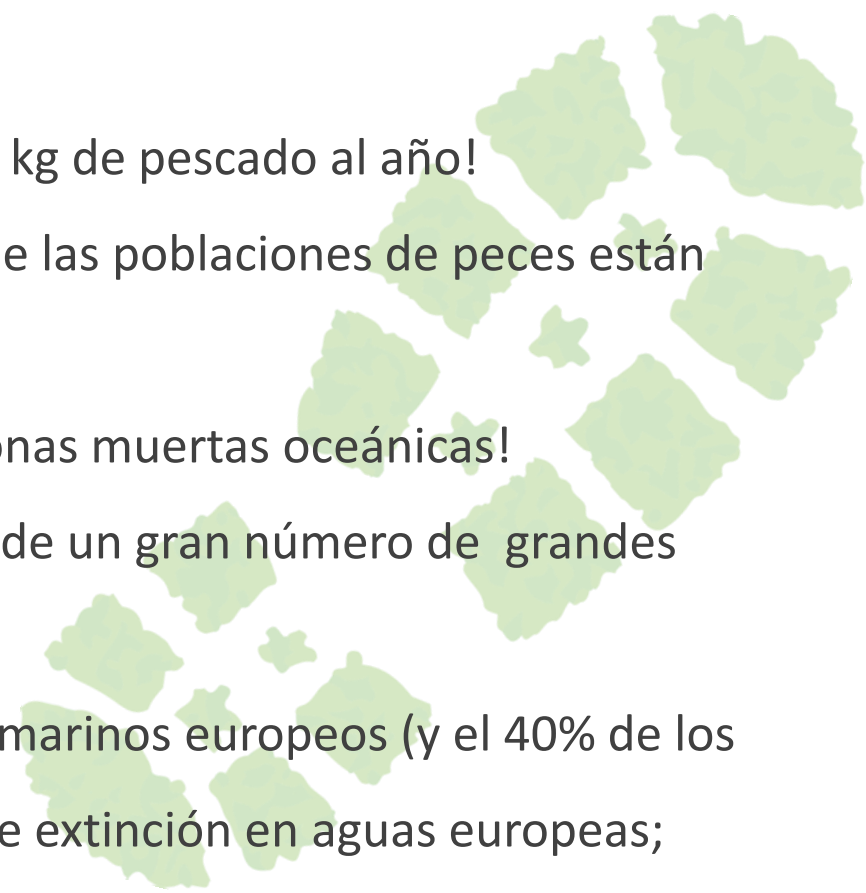 kg de pescado al año!
e las poblaciones de peces están
onas muertas oceánicas!
de un gran número de grandes
marinos europeos (y el 40% de los
e extinción en aguas europeas;